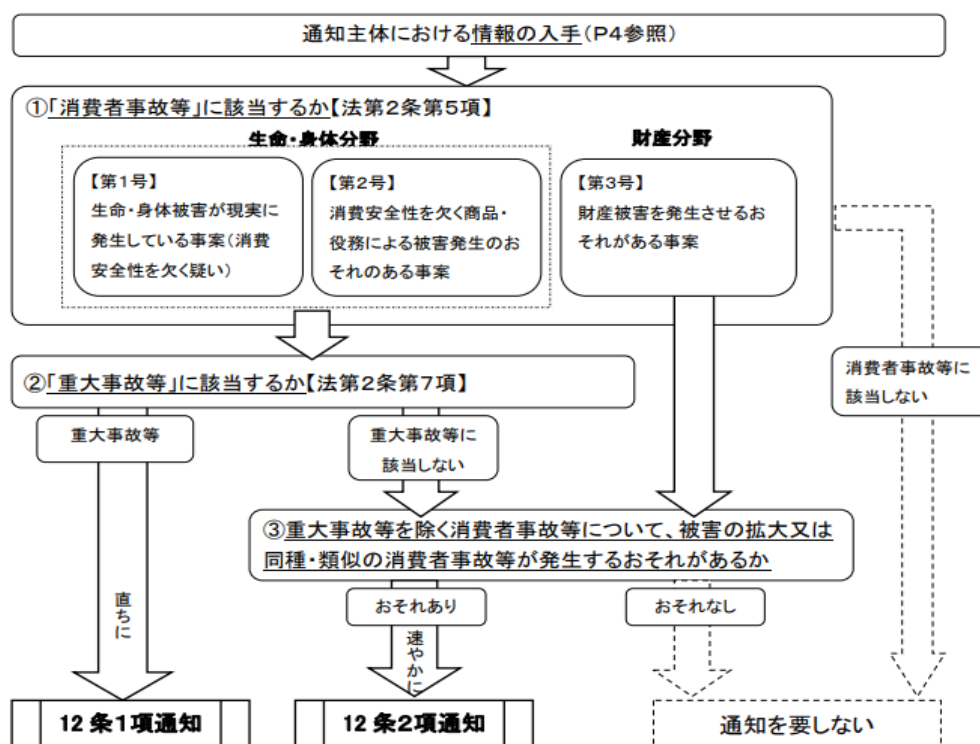 通知主体における情報の入手(P4参照)
①「消費者事故等」に該当するか【法第2条第5項】
生命・身体分野
財産分野
【第1号】
生命・身体被害が現実に
発生している事案(消費
安全性を欠く疑い)
【第2号】
消費安全性を欠く商品・
役務による被害発生のお
それのある事案
【第3号】
財産被害を発生させるお
それがある事案
消費者事故等に
該当しない
②「重大事故等」に該当するか【法第2条第7項】
重大事故等
重大事故等に
該当しない
③重大事故等を除く消費者事故等について、被害の拡大又は
同種・類似の消費者事故等が発生するおそれがあるか
おそれあり
おそれなし
直ちに
速やかに
12条1項通知
12条2項通知
通知を要しない